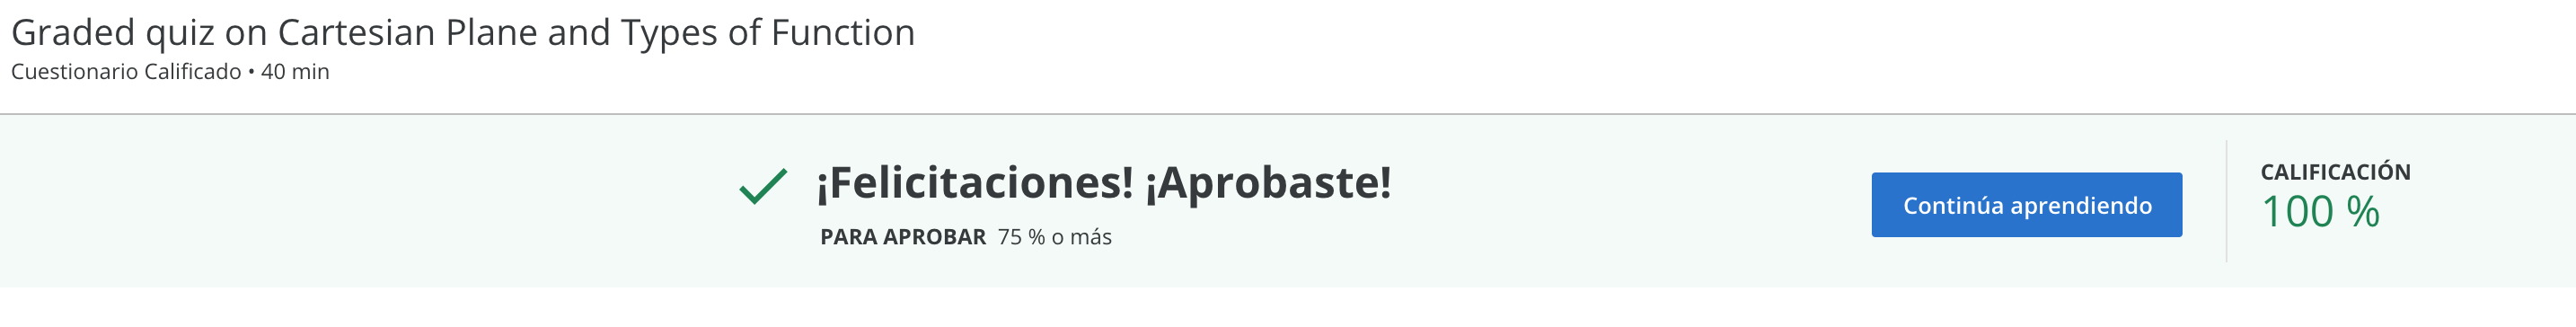 Graded quiz on Cartesian Plane and Types of Function
Cuestionario Calificado • 40 min
¡Felicitaciones! ¡Aprobaste!
PARA APROBAR 75 % o más
Continúa aprendiendo
CALIFICACIÓN
100 %